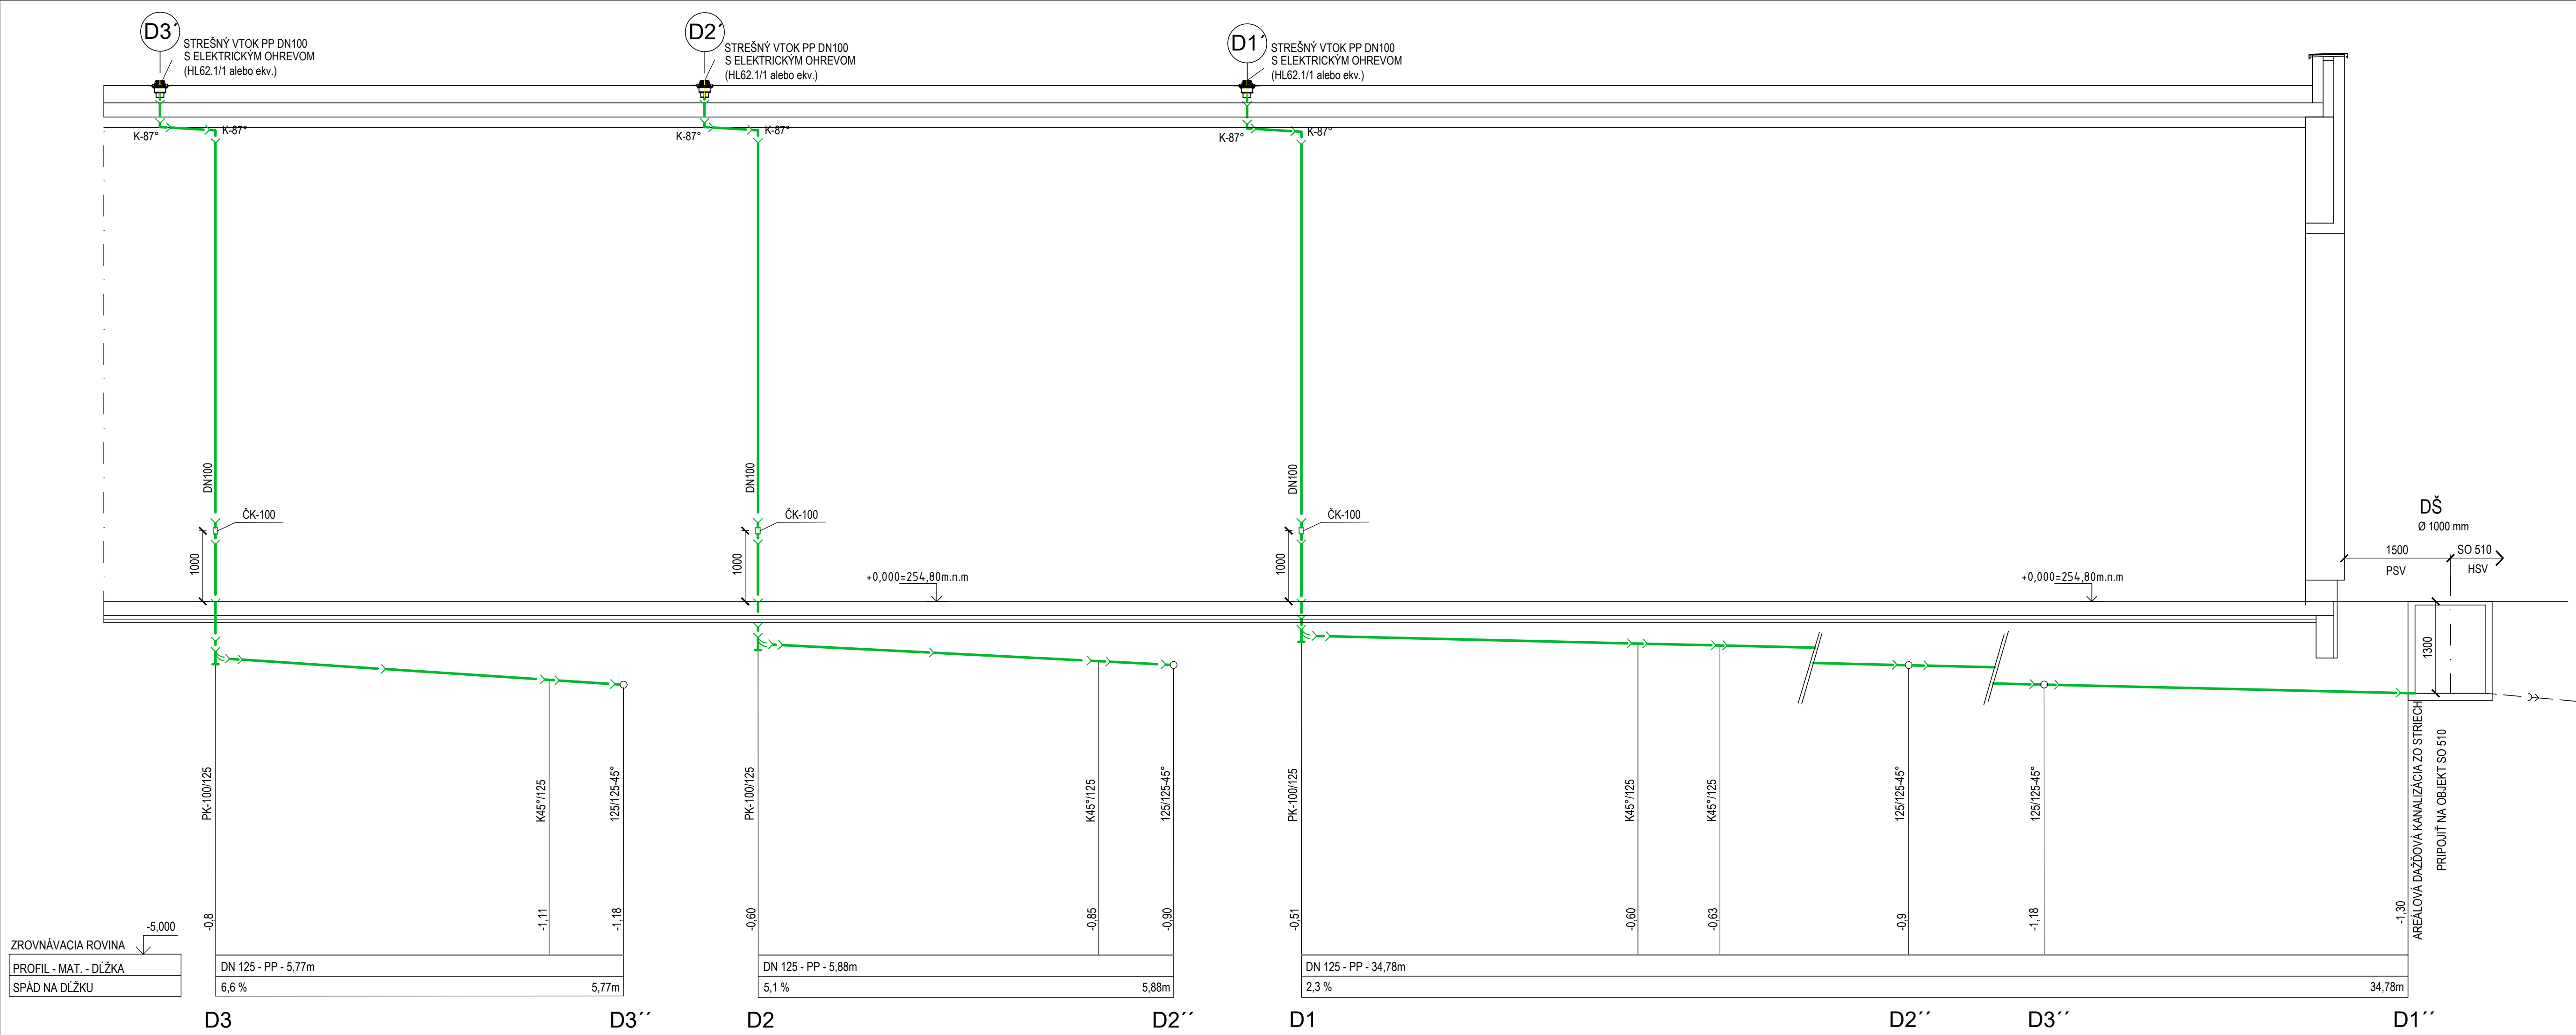 D3´
STREŠNÝ VTOK PP DN100
S ELEKTRICKÝM OHREVOM
(HL62.1/1 alebo ekv.)
D2´
STREŠNÝ VTOK PP DN100
S ELEKTRICKÝM OHREVOM
(HL62.1/1 alebo ekv.)
D1´
STREŠNÝ VTOK PP DN100
S ELEKTRICKÝM OHREVOM
(HL62.1/1 alebo ekv.)
K-87°
K-87°
K-87°
K-87°
K-87°
K-87°
DN100
DN100
DN100
ČK-100
ČK-100
ČK-100
1000
1000
1000
+0,000=254,80m.n.m
+0,000=254,80m.n.m
DŠ
Ø 1000 mm
1500
SO 510
PSV
HSV
1300
PK-100/125
K45°/125
125/125-45°
PK-100/125
K45°/125
125/125-45°
PK-100/125
K45°/125
K45°/125
125/125-45°
125/125-45°
AREÁLOVÁ DAŽĎOVÁ KANALIZÁCIA ZO STRIECH
PRIPOJIŤ NA OBJEKT SO 510
-0,8
-1,11
-1,18
-0,60
-0,85
-0,90
-0,51
-0,60
-0,63
-0,9
-1,18
-1,30
-5,000
ZROVNÁVACIA ROVINA
PROFIL - MAT. - DĹŽKA
DN 125 - PP - 5,77m
DN 125 - PP - 5,88m
DN 125 - PP - 34,78m
SPÁD NA DĹŽKU
6,6 %
5,77m
5,1 %
5,88m
2,3 %
34,78m
D3
D3´´
D2
D2´´
D1
D2´´
D3´´
D1´´